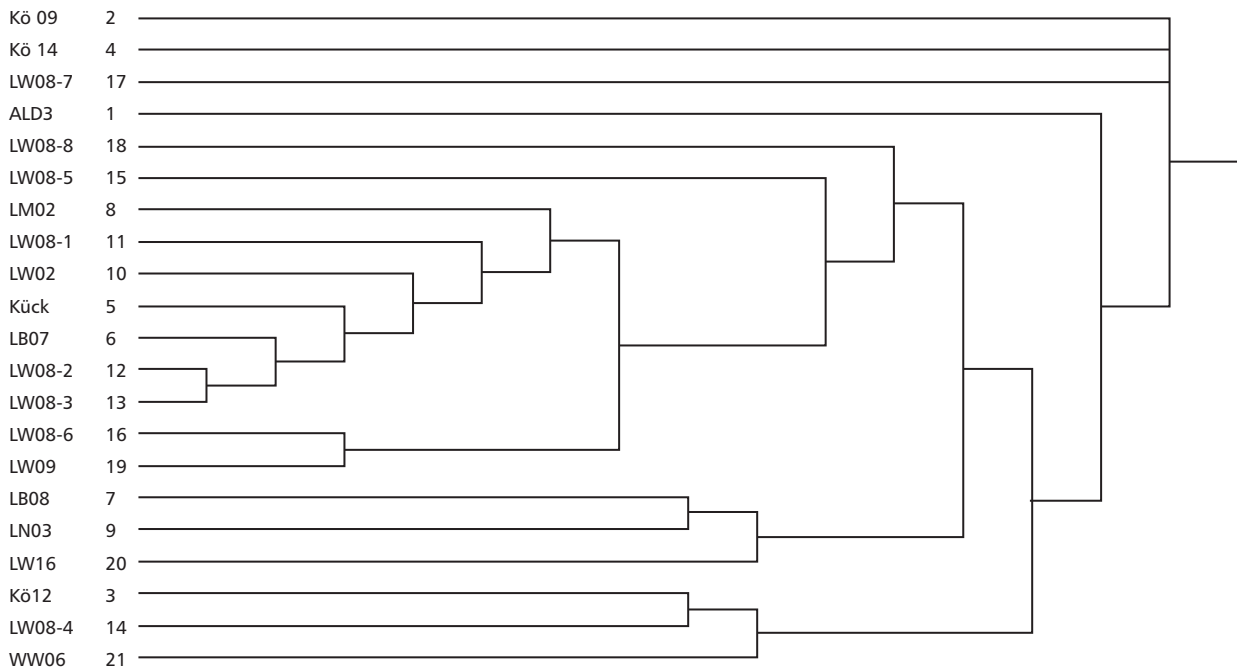 Kö 09 2
Kö 14 4
LW08-7 17
ALD3 1
LW08-8 18
LW08-5 15
LM02 8
LW08-1 11
LW02 10
Kück 5
LB07 6
LW08-2 12
LW08-3 13
LW08-6 16
LW09 19
LB08 7
LN03 9
LW16 20
Kö12 3
LW08-4 14
WW06 21